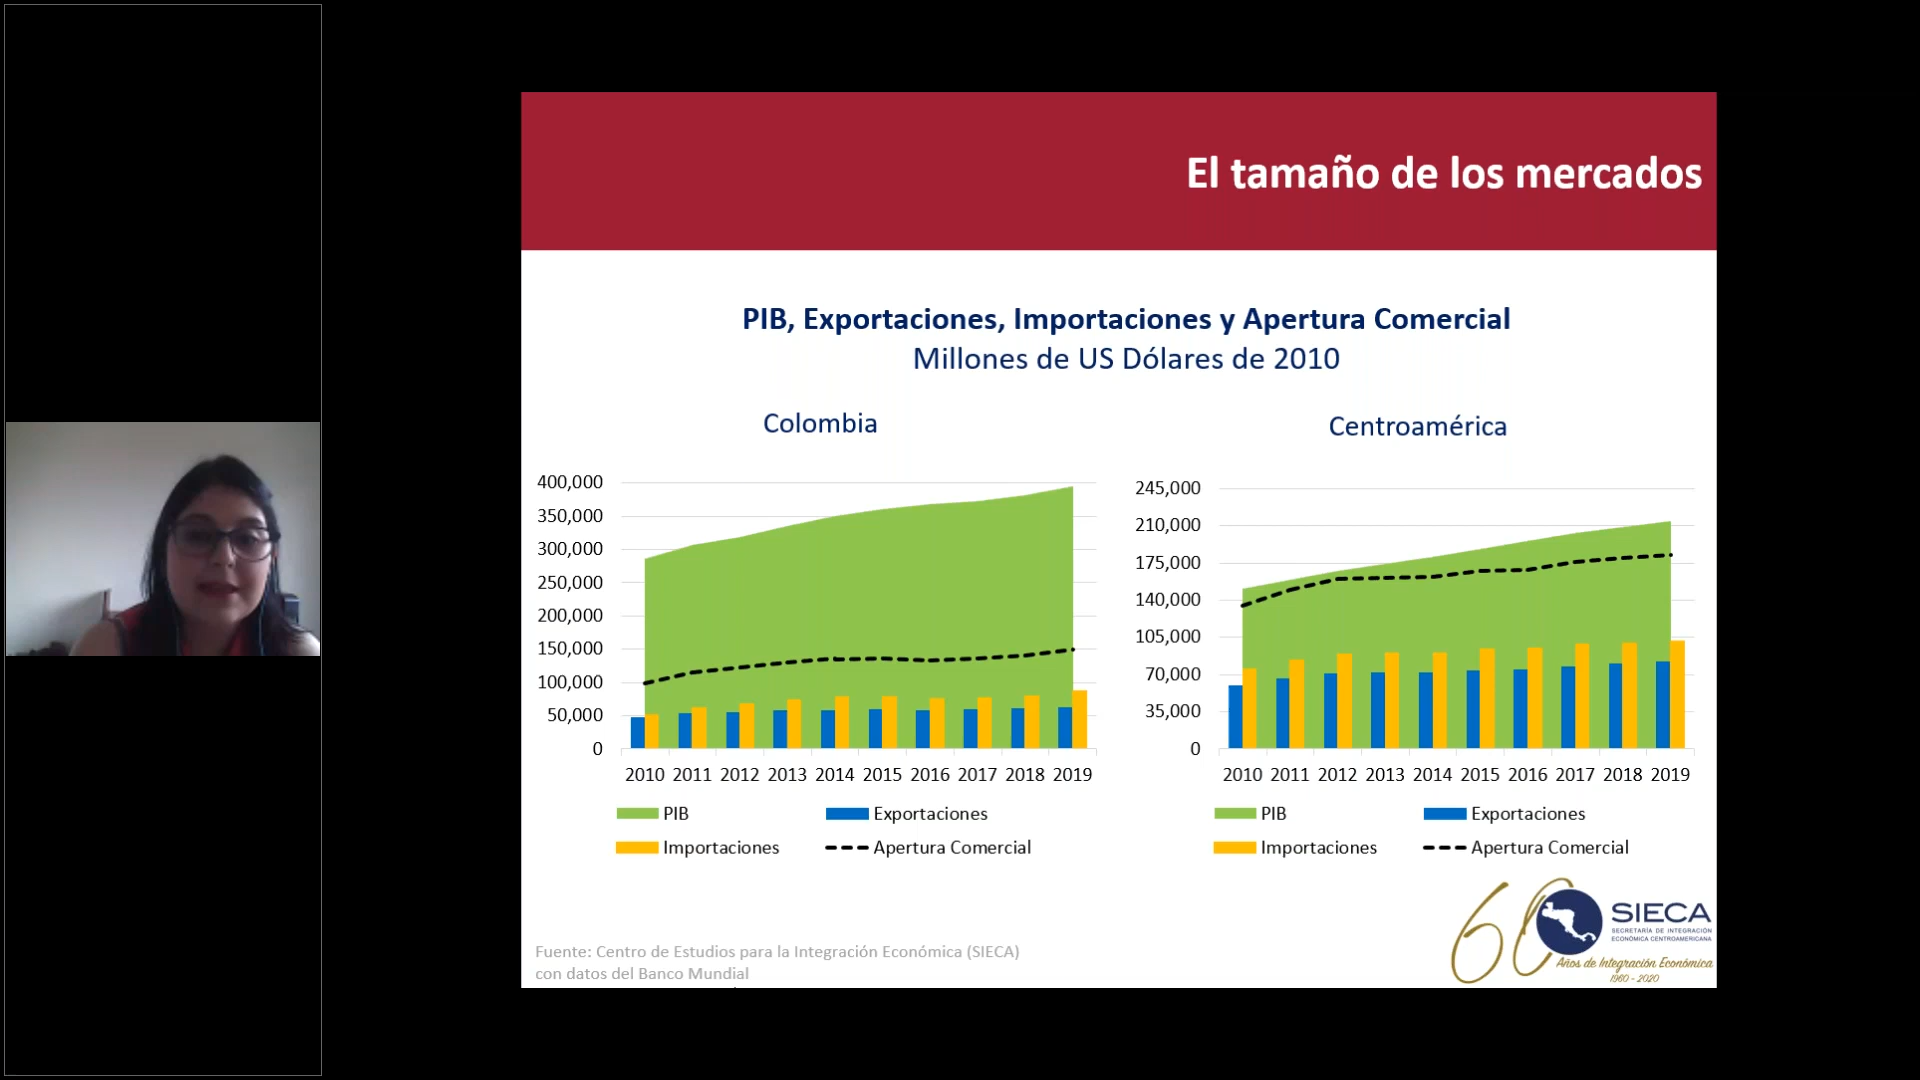 El tamaño de los mercados
PIB, Exportaciones, Importaciones y Apertura Comercial
Millones de US Dólares de 2010
Colombia
400,000
350,000
300,000
250,000
200,000
150,000
100,000
50,000
0
2010 2011 2012 2013 2014 2015 2016 2017 2018 2019
PIB Exportaciones
Importaciones Apertura Comercial
Centroamérica
245,000
210,000
175,000
140,000
105,000
70,000
35,000
0
2010 2011 2012 2013 2014 2015 2016 2017 2018 2019
PIB Exportaciones
Importaciones Apertura Comercial
Fuente: Centro de Estudios para la Integración Económica (SIECA)
con datos del Banco Mundial
60
SIECA
SECRETARÍA DE INTEGRACIÓN
ECONÓMICA CENTROAMERICANA
Años de Integración Económica
1960 - 2020